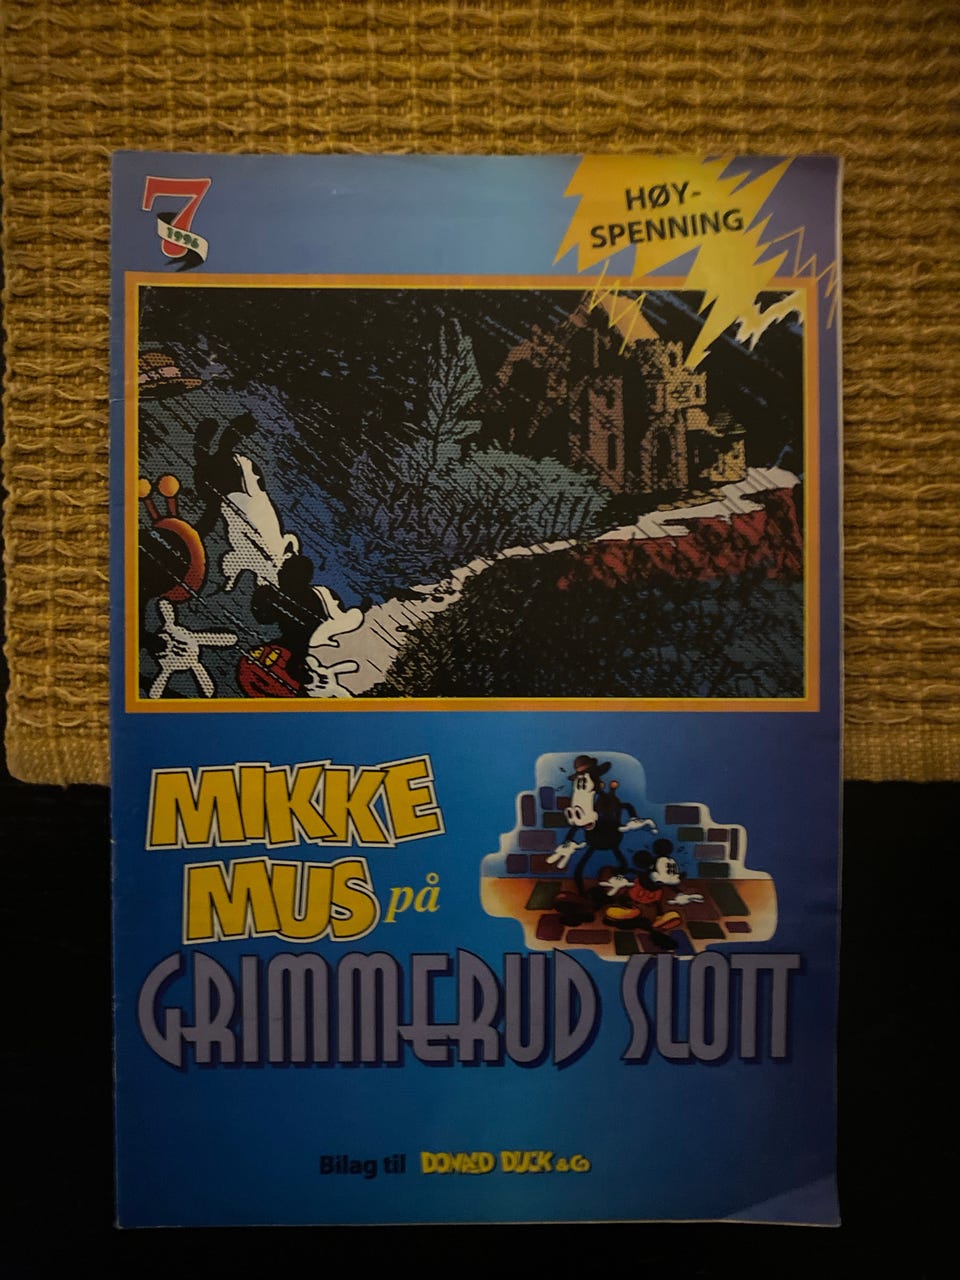 7
1996
HØY-
SPENNING
MIKKE
MUS på
GRIMMERUD SLOTT
Bilag til DONALD DUCK & Co